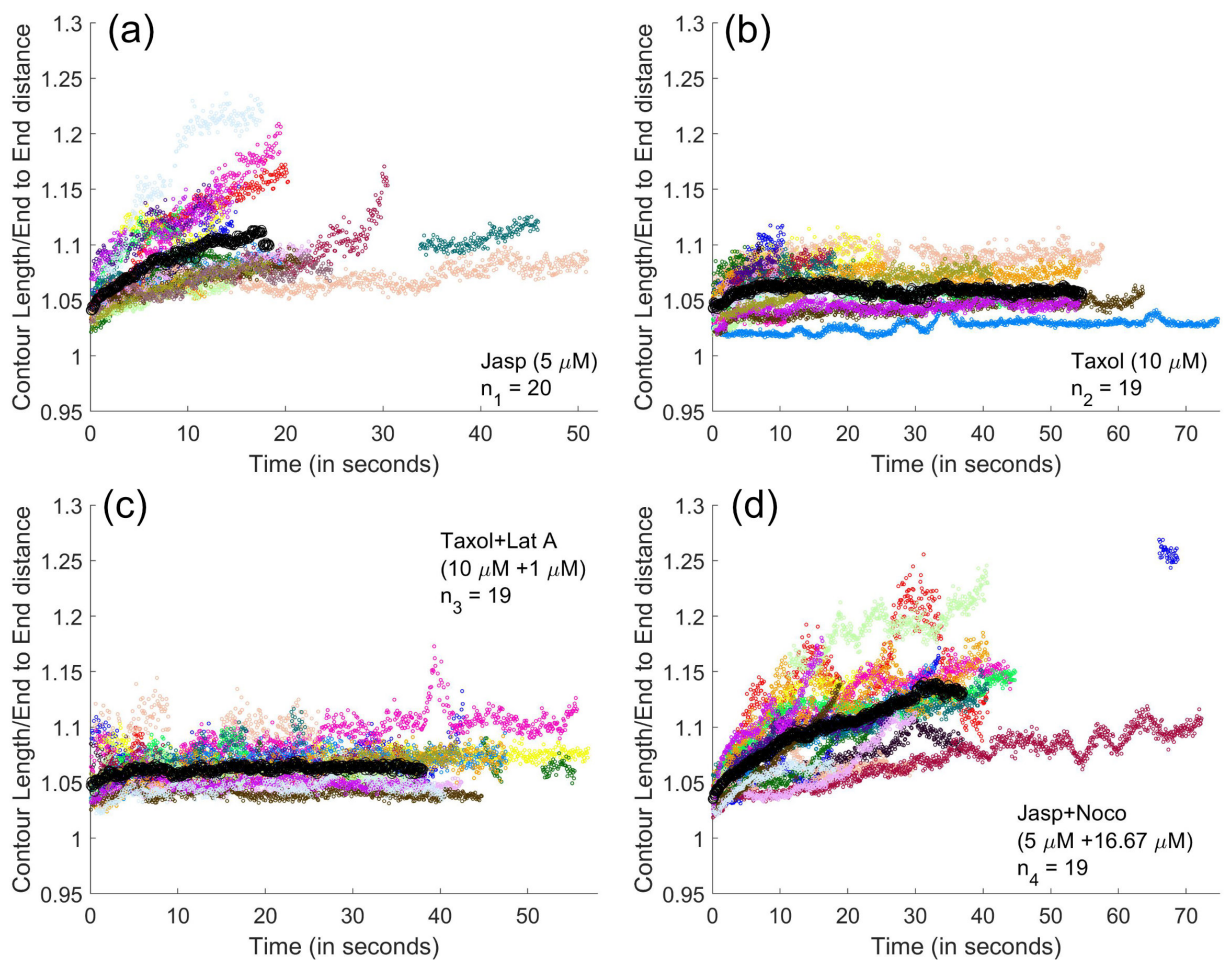 (a)
1.3
1.25
1.2
1.15
1.1
1.05
1
0.95
Contour Length/End to End distance
0 10 20 30 40 50
Time (in seconds)
Jasp (5 μM)
n1 = 20
(b)
1.3
1.25
1.2
1.15
1.1
1.05
1
0.95
Contour Length/End to End distance
0 10 20 30 40 50 60 70
Time (in seconds)
Taxol (10 μM)
n2 = 19
(c)
1.3
1.25
1.2
1.15
1.1
1.05
1
0.95
Contour Length/End to End distance
0 10 20 30 40 50
Time (in seconds)
Taxol+Lat A
(10 μM +1 μM)
n3 = 19
(d)
1.3
1.25
1.2
1.15
1.1
1.05
1
0.95
Contour Length/End to End distance
0 10 20 30 40 50 60 70
Time (in seconds)
Jasp+Noco
(5 μM +16.67 μM)
n4 = 19